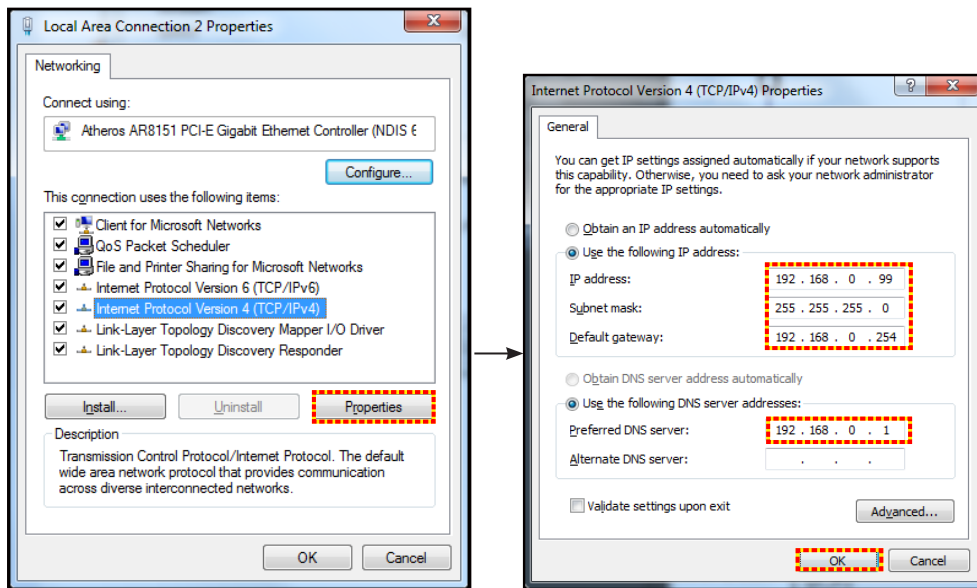 Local Area Connection 2 Properties
Networking
Connect using:
Atheros AR8151 PCI-E Gigabit Ethernet Controller (NDIS 6
Configure...
This connection uses the following items:
Client for Microsoft Networks
QoS Packet Scheduler
File and Printer Sharing for Microsoft Networks
Internet Protocol Version 6 (TCP/IPv6)
Internet Protocol Version 4 (TCP/IPv4)
Link-Layer Topology Discovery Mapper I/O Driver
Link-Layer Topology Discovery Responder
Install...
Uninstall
Properties
Description
Transmission Control Protocol/Internet Protocol. The default
wide area network protocol that provides communication
across diverse interconnected networks.
OK
Cancel
Internet Protocol Version 4 (TCP/IPv4) Properties
General
You can get IP settings assigned automatically if your network supports
this capability. Otherwise, you need to ask your network administrator
for the appropriate IP settings.
Obtain an IP address automatically
Use the following IP address:
IP address: 192 . 168 . 0 . 99
Subnet mask: 255 . 255 . 255 . 0
Default gateway: 192 . 168 . 0 . 254
Obtain DNS server address automatically
Use the following DNS server addresses:
Preferred DNS server: 192 . 168 . 0 . 1
Alternate DNS server: . . .
Validate settings upon exit
Advanced...
OK
Cancel